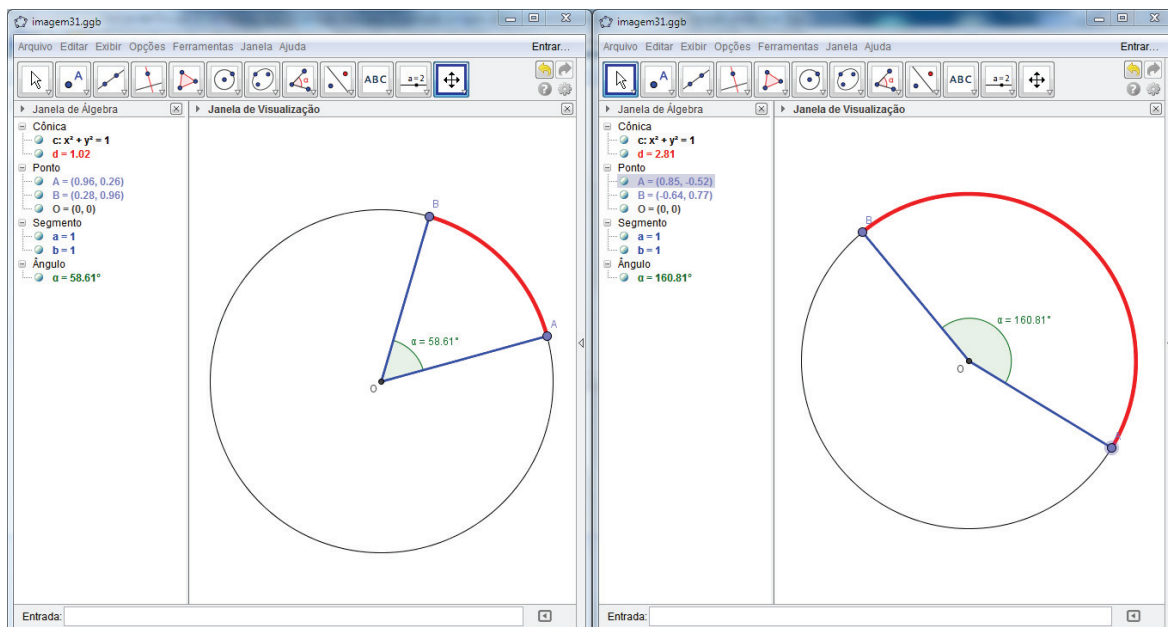 imagem31.ggb
Arquivo Editar Exibir Opções Ferramentas Janela Ajuda Entrar...
A ABC a=2
Janela de Álgebra
Janela de Visualização
Cônica
c: x² + y² = 1
d = 1.02
Ponto
A = (0.96, 0.26)
B = (0.28, 0.96)
O = (0, 0)
Segmento
a = 1
b = 1
Ângulo
α = 58.61°
B
A
α = 58.61°
O
Entrada:
imagem31.ggb
Arquivo Editar Exibir Opções Ferramentas Janela Ajuda Entrar...
A ABC a=2
Janela de Álgebra
Janela de Visualização
Cônica
c: x² + y² = 1
d = 2.81
Ponto
A = (0.85, -0.52)
B = (-0.64, 0.77)
O = (0, 0)
Segmento
a = 1
b = 1
Ângulo
α = 160.81°
B
α = 160.81°
O
A
Entrada: